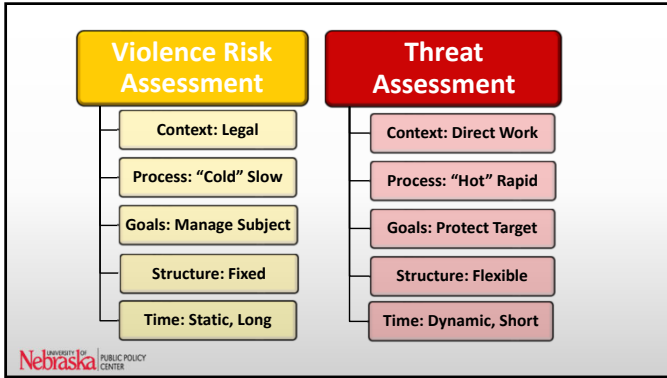 Violence Risk
Assessment
Context: Legal
Process: “Cold” Slow
Goals: Manage Subject
Structure: Fixed
Time: Static, Long
Threat
Assessment
Context: Direct Work
Process: “Hot” Rapid
Goals: Protect Target
Structure: Flexible
Time: Dynamic, Short
UNIVERSITY OF
Nebraska
PUBLIC POLICY
CENTER